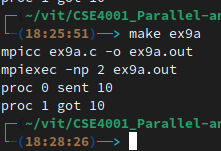 proc 1 got 10
~/vit/CSE4001_Parallel-an
(18:25:51) make ex9a
mpicc ex9a.c -o ex9a.out
mpiexec -np 2 ex9a.out
proc 0 sent 10
proc 1 got 10
~/vit/CSE4001_Parallel-a
(18:28:26)